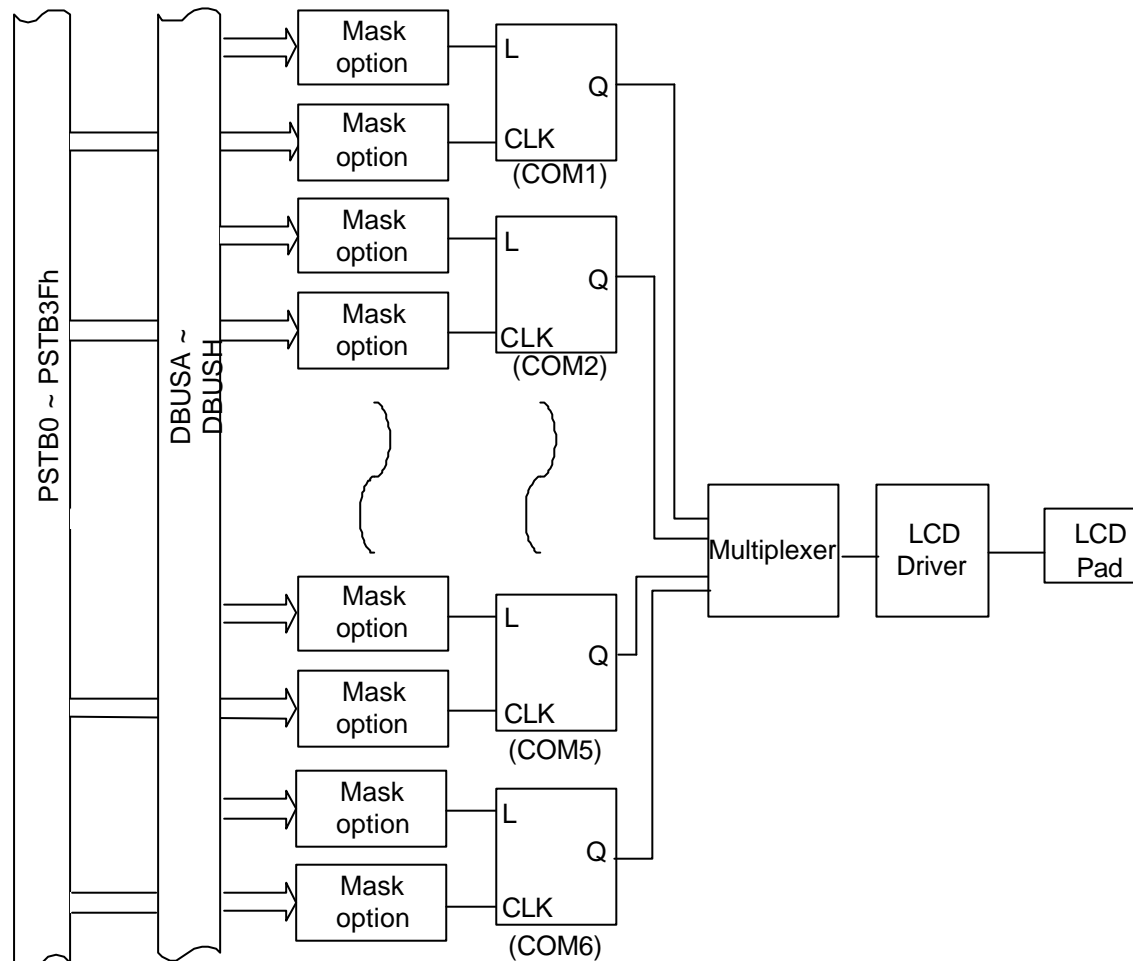 PSTB0 ~ PSTB3Fh
DBUSA ~
DBUSH
Mask
option
L
Q
Mask
option
CLK
(COM1)
Mask
option
L
Q
Mask
option
CLK
(COM2)
Mask
option
L
Q
Mask
option
CLK
(COM5)
Mask
option
L
Q
Mask
option
CLK
(COM6)
Multiplexer
LCD
Driver
LCD
Pad